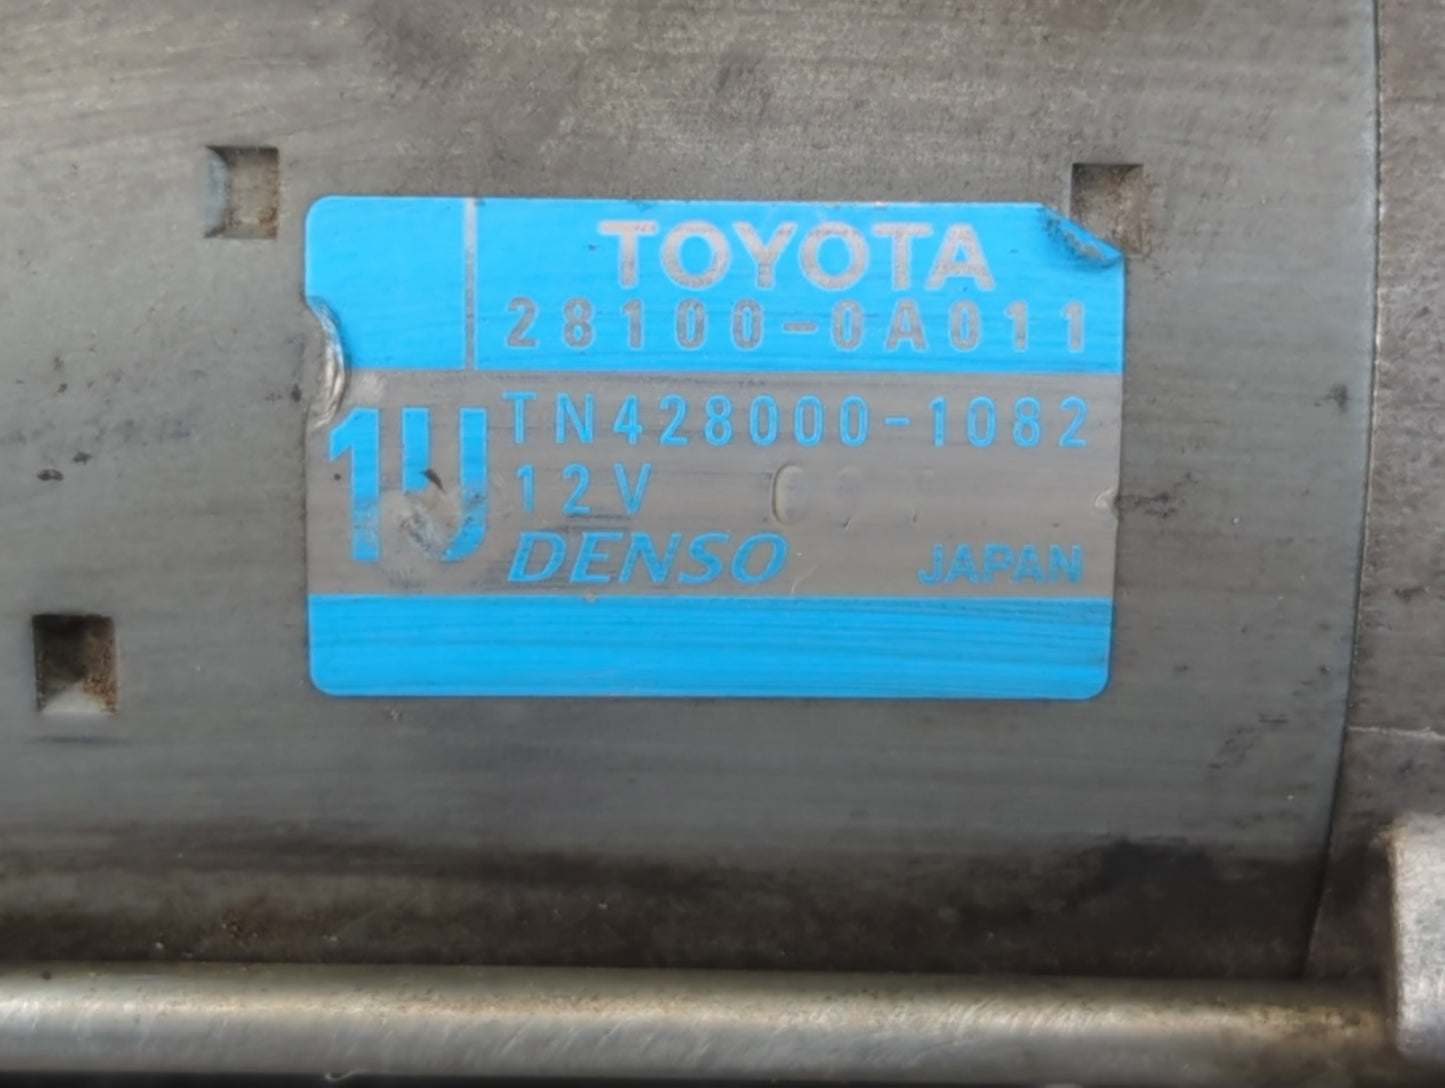 TOYOTA
28100-0A011
1U
TN428000-1082
12V
DENSO JAPAN